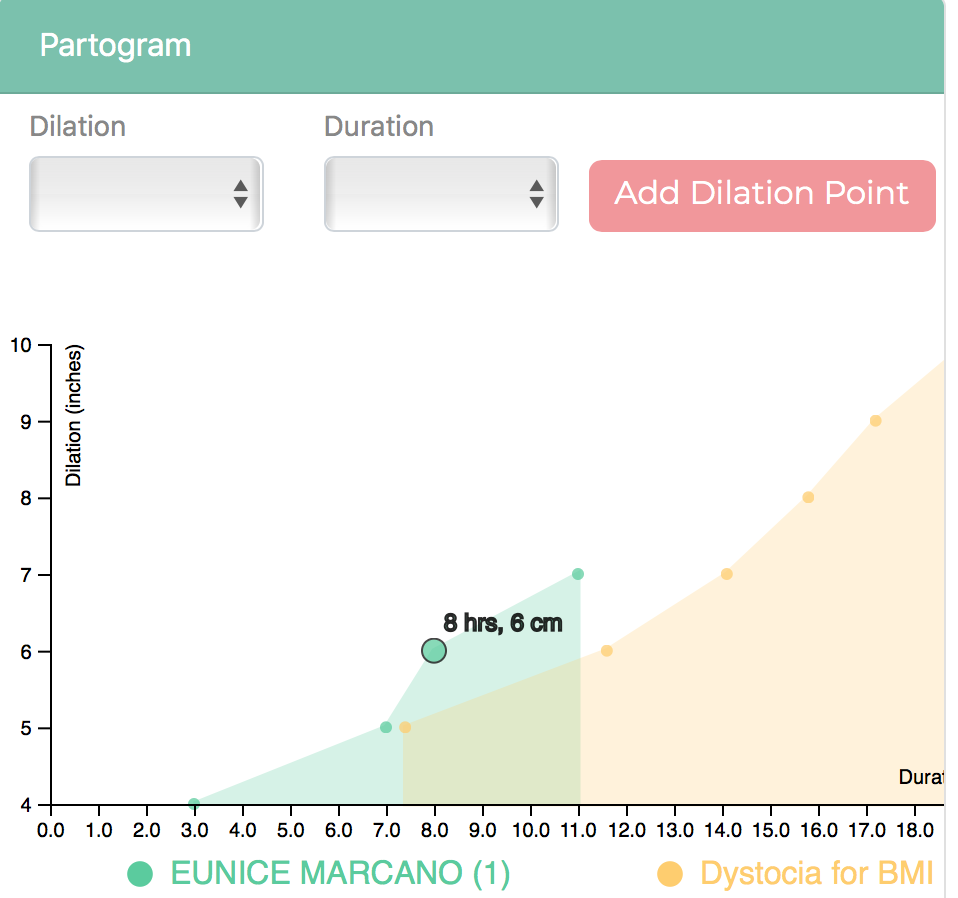 Partogram
Dilation Duration
Add Dilation Point
10
Dilation (inches)
9
8
7
8 hrs, 6 cm
6
5
4
0.0 1.0 2.0 3.0 4.0 5.0 6.0 7.0 8.0 9.0 10.0 11.0 12.0 13.0 14.0 15.0 16.0 17.0 18.0
EUNICE MARCANO (1) Dystocia for BMI